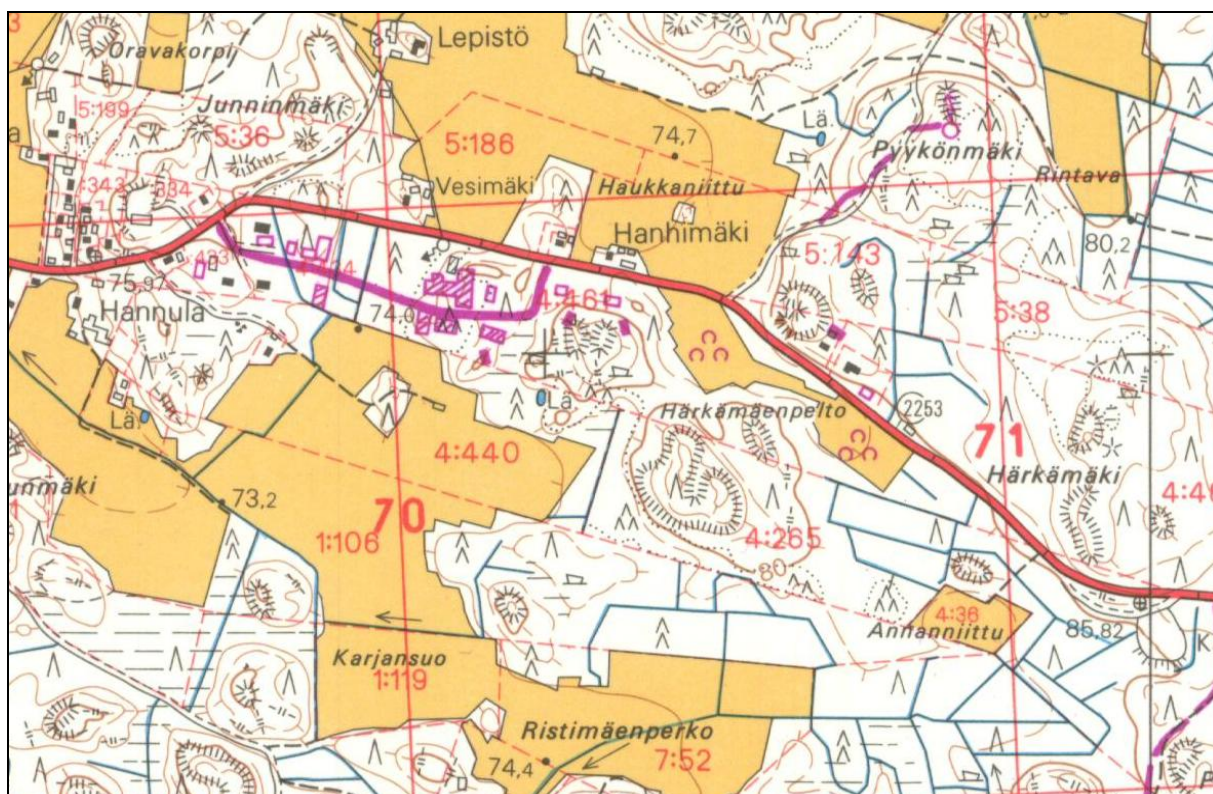 Oravakorpi
Lepistö
5:199
Junninmäki
5:36
5:186
74,7
Lä.
Pyykönmäki
:343
334
Vesimäki
Haukkaniittu
Rintava
Hanhimäki
5:143
80,2
75,97
4:461
5:38
Hannula
74,0
Lä.
Lä.
Härkämäenpelto
2253
71
4:440
Härkämäki
73,2
70
1:106
4:265
80
4:36
Annanniittu
85,82
K
Karjansuo
1:119
Ristimäenperko
74,4
7:52